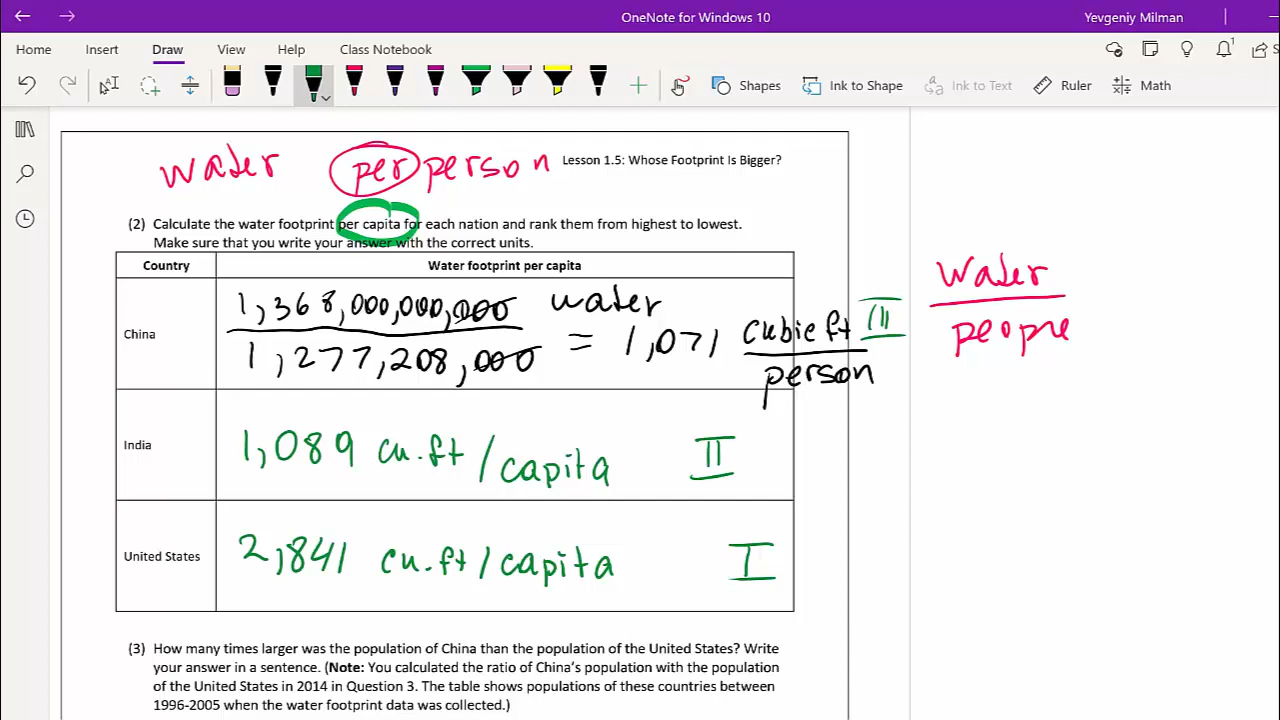 OneNote for Windows 10
Yevgeniy Milman
Home Insert Draw View Help Class Notebook
Shapes Ink to Shape Ink to Text Ruler Math
water per person
Lesson 1.5: Whose Footprint Is Bigger?
(2) Calculate the water footprint per capita for each nation and rank them from highest to lowest.
Make sure that you write your answer with the correct units.
Country Water footprint per capita
China
1,368,000,000,000 water
1,277,208,000
= 1,071 cubic ft
person
III
water
people
India 1,089 cu.ft/capita II
United States 2,841 cu.ft/capita I
(3) How many times larger was the population of China than the population of the United States? Write
your answer in a sentence. (Note: You calculated the ratio of China's population with the population
of the United States in 2014 in Question 3. The table shows populations of these countries between
1996-2005 when the water footprint data was collected.)